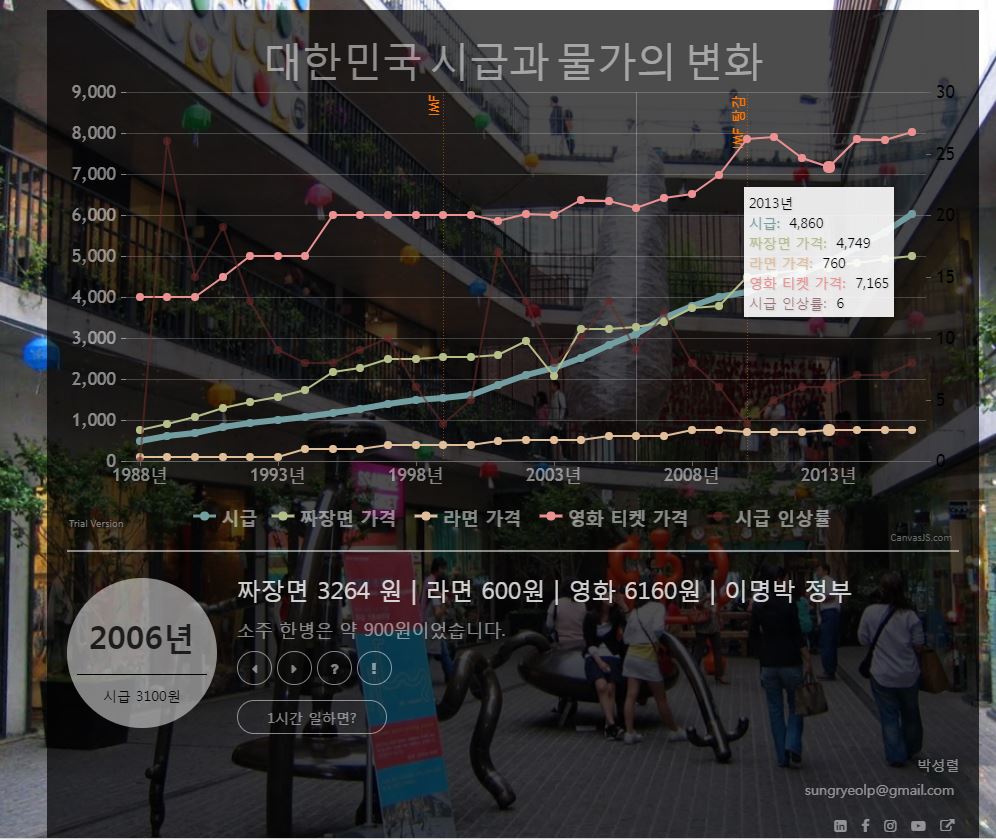 대한민국 시급과 물가의 변화
9,000
8,000
7,000
6,000
5,000
4,000
3,000
2,000
1,000
0
30
25
20
15
10
5
0
IMF
IMF 탕감
2013년
시급: 4,860
짜장면 가격: 4,749
라면 가격: 760
영화 티켓 가격: 7,165
시급 인상률: 6
1988년 1993년 1998년 2003년 2008년 2013년
시급 짜장면 가격 라면 가격 영화 티켓 가격 시급 인상률
Trial Version
CanvasJS.com
2006년
시급 3100원
짜장면 3264 원 | 라면 600원 | 영화 6160원 | 이명박 정부
소주 한병은 약 900원이었습니다.
?
!
1시간 일하면?
박성렬
sungryeolp@gmail.com